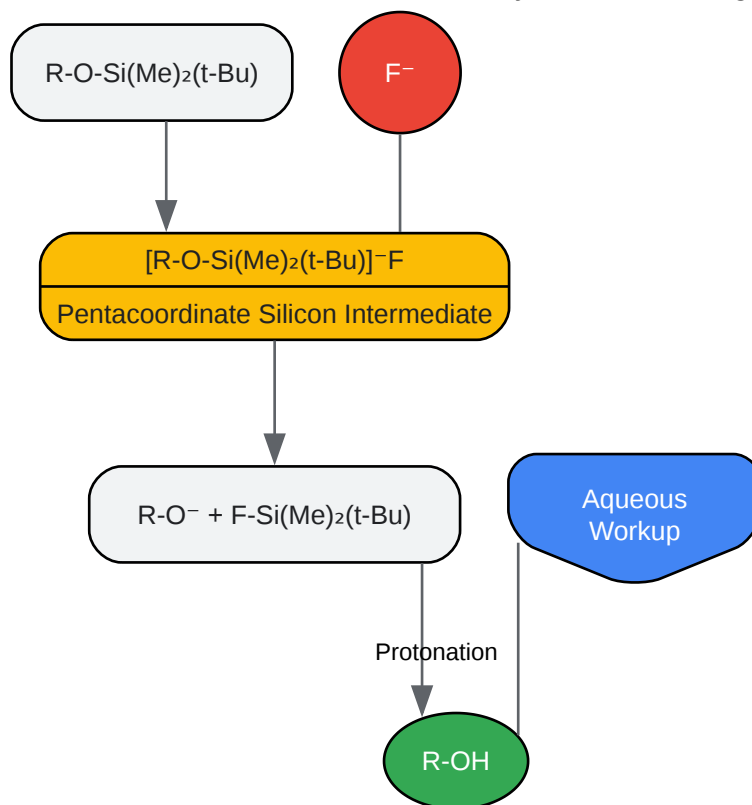 R-O-Si(Me)₂(t-Bu)
F⁻
[R-O-Si(Me)₂(t-Bu)]⁻F
Pentacoordinate Silicon Intermediate
R-O⁻ + F-Si(Me)₂(t-Bu)
Aqueous
Workup
Protonation
R-OH